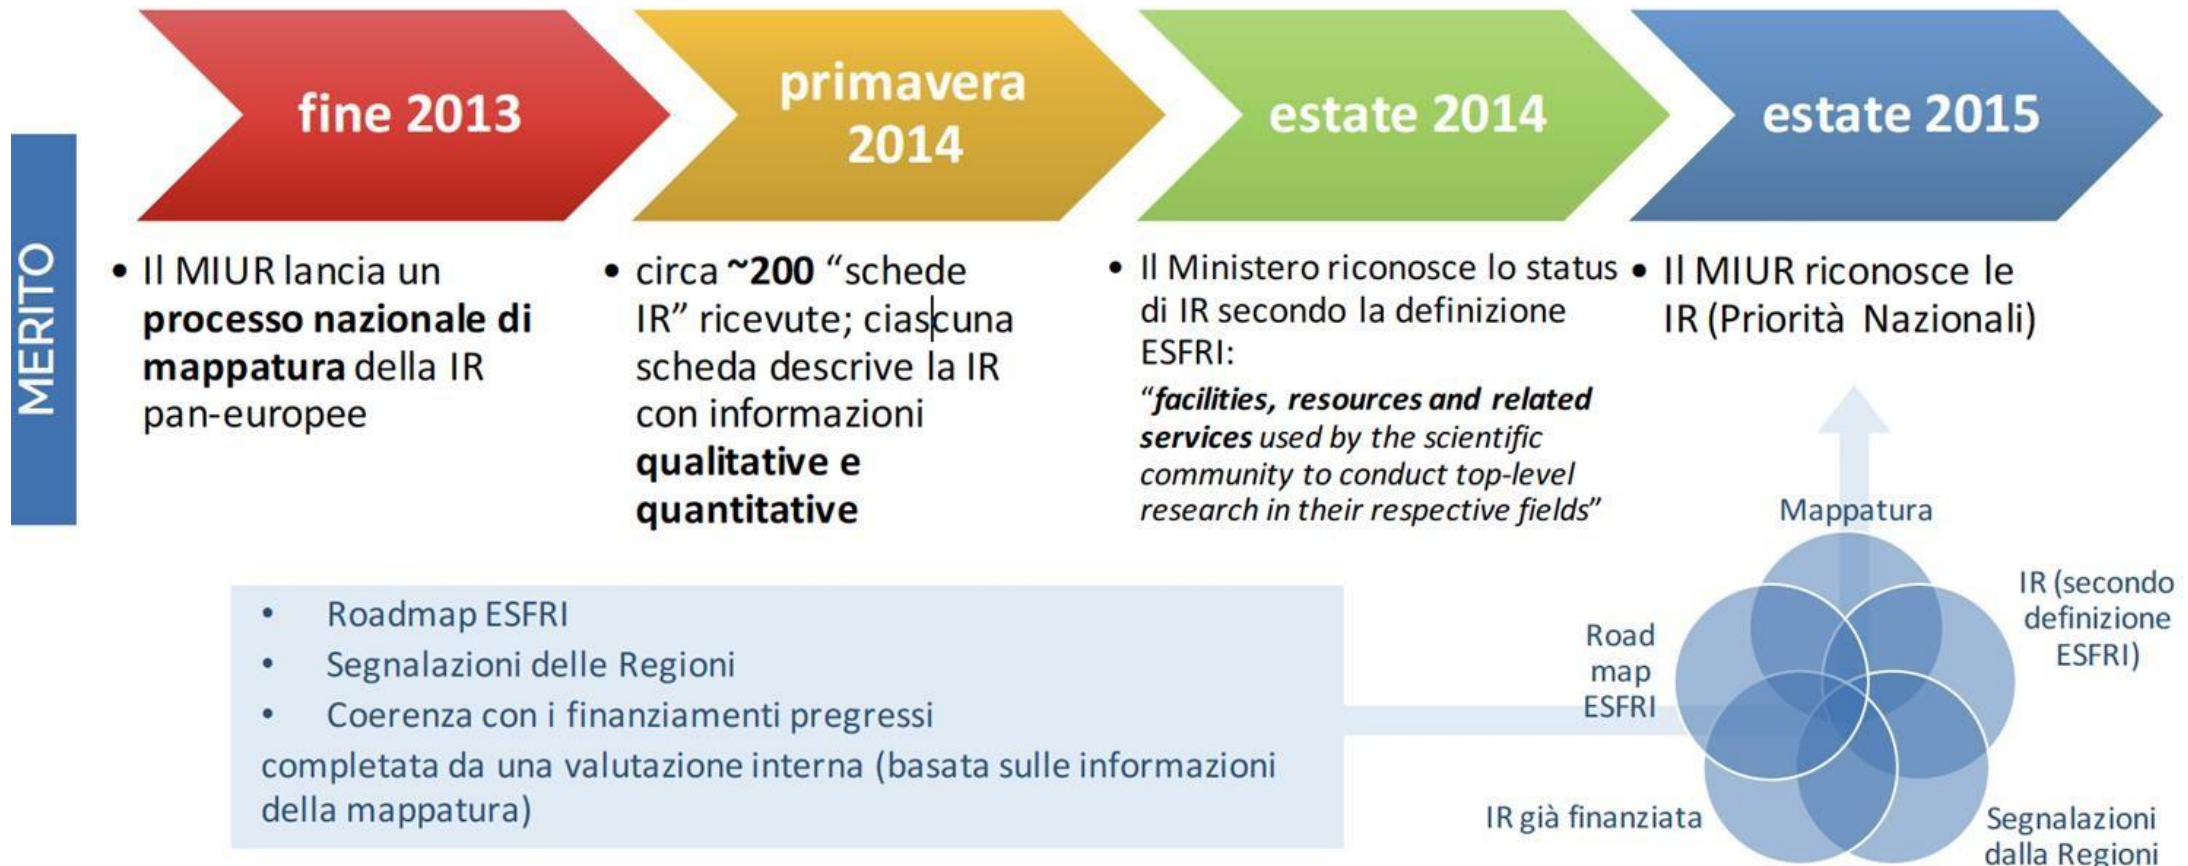 fine 2013
primavera
2014
estate 2014
estate 2015
MERITO
• Il MIUR lancia un
processo nazionale di
mappatura della IR
pan-europee
• circa ~200 “schede
IR” ricevute; ciascuna
scheda descrive la IR
con informazioni
qualitative e
quantitative
• Il Ministero riconosce lo status
di IR secondo la definizione
ESFRI:
“facilities, resources and related
services used by the scientific
community to conduct top-level
research in their respective fields”
• Il MIUR riconosce le
IR (Priorità Nazionali)
• Roadmap ESFRI
• Segnalazioni delle Regioni
• Coerenza con i finanziamenti pregressi
completata da una valutazione interna (basata sulle informazioni
della mappatura)
Mappatura
IR (secondo
definizione
ESFRI)
Road
map
ESFRI
IR già finanziata
Segnalazioni
dalla Regioni